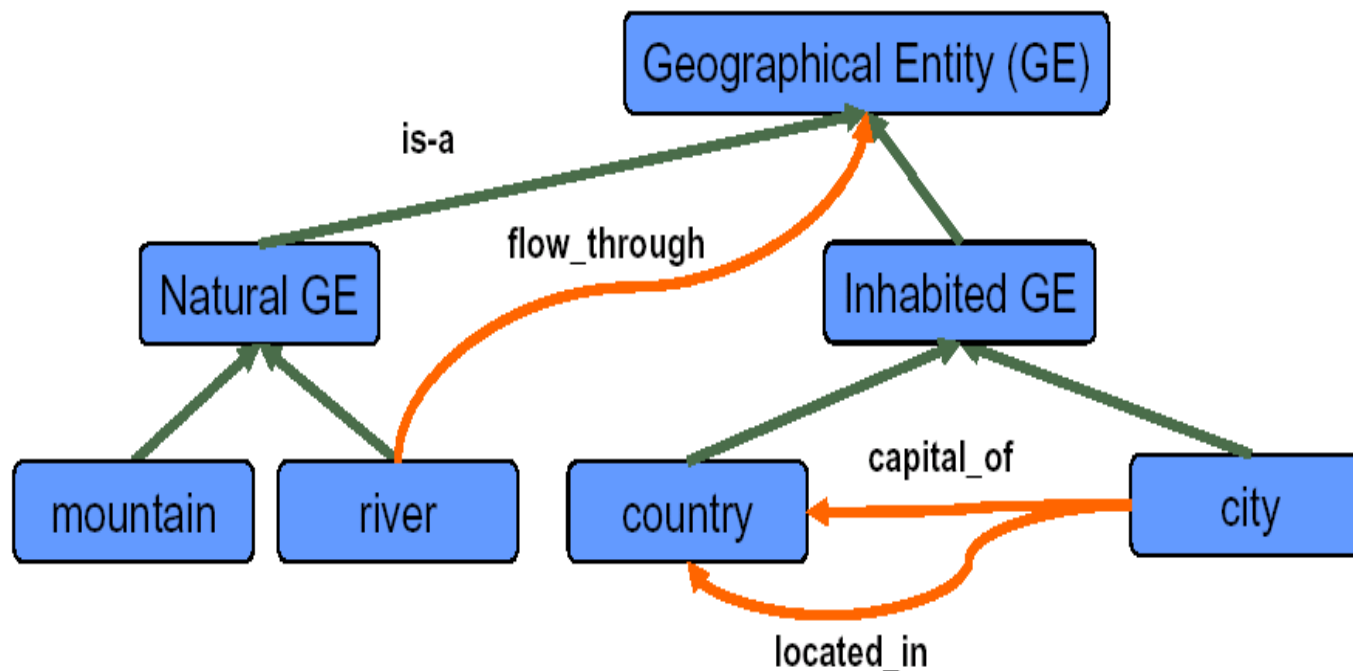 Geographical Entity (GE)
is-a
flow_through
Natural GE
Inhabited GE
capital_of
mountain
river
country
city
located_in